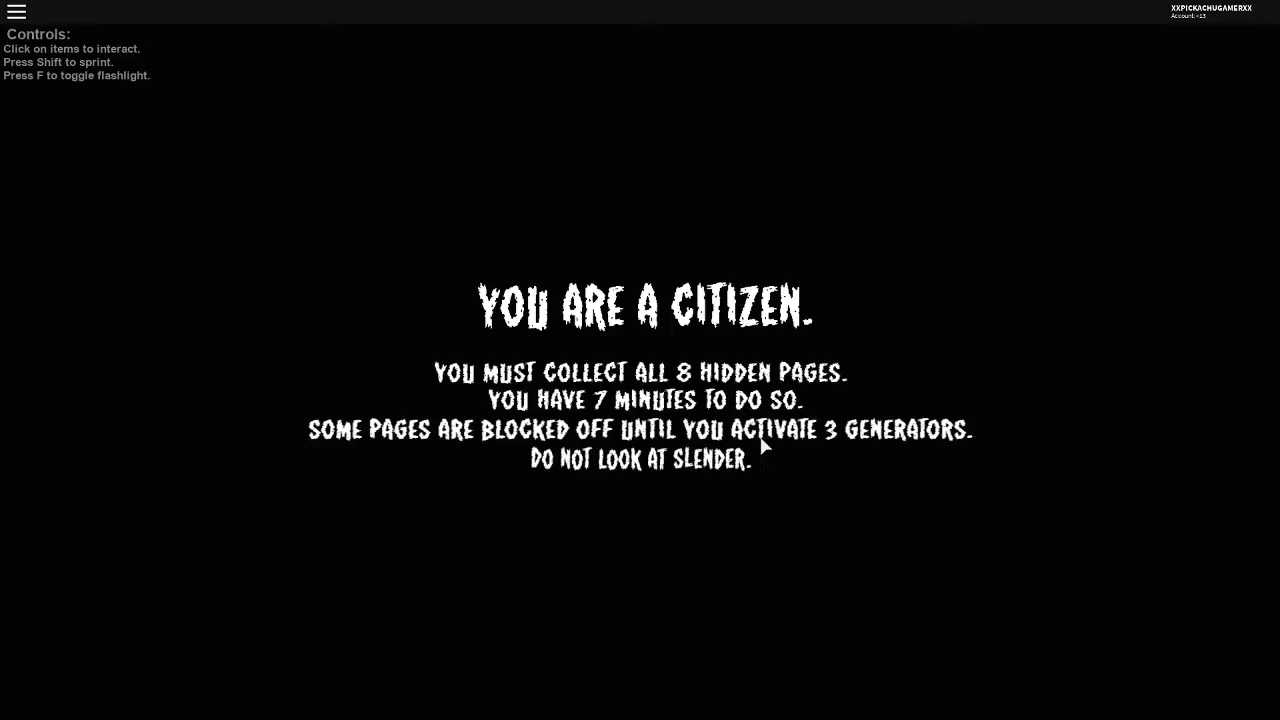 XXPICKACHUGAMERXX
Account: <13
Controls:
Click on items to interact.
Press Shift to sprint.
Press F to toggle flashlight.
YOU ARE A CITIZEN.
YOU MUST COLLECT ALL 8 HIDDEN PAGES.
YOU HAVE 7 MINUTES TO DO SO.
SOME PAGES ARE BLOCKED OFF UNTIL YOU ACTIVATE 3 GENERATORS.
DO NOT LOOK AT SLENDER.